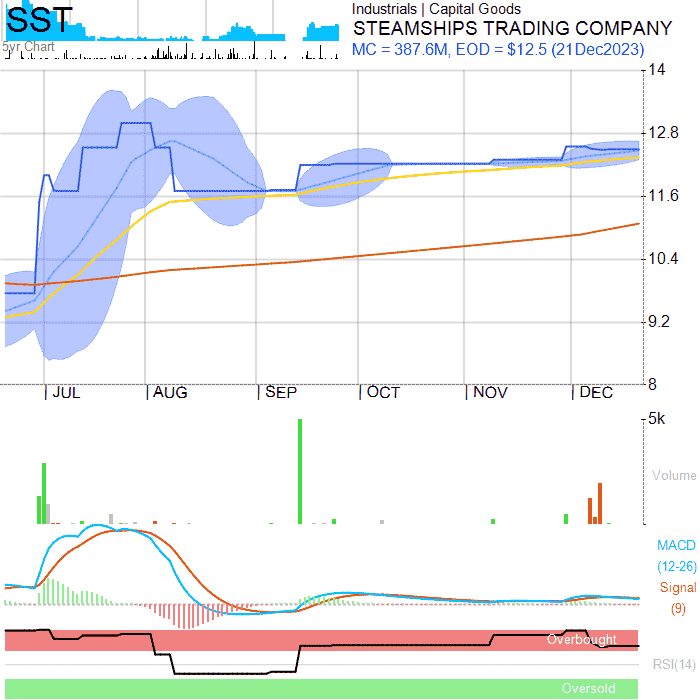 SST
Industrials | Capital Goods
STEAMSHIPS TRADING COMPANY
MC = 387.6M, EOD = $12.5 (21Dec2023)
5yr Chart
14
12.8
11.6
10.4
9.2
8
JUL AUG SEP OCT NOV DEC
5k
Volume
MACD
(12-26)
Signal
(9)
Overbought
RSI(14)
Oversold